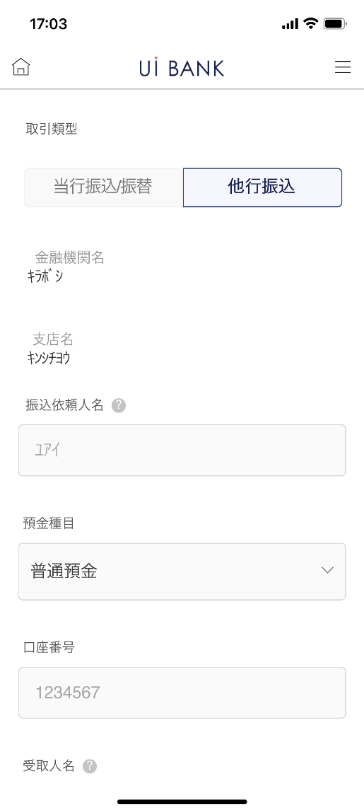 17:03
UI BANK
取引類型
当行振込/振替
他行振込
金融機関名
ｷﾗﾎﾞｼ
支店名
ｷﾝｼﾁﾖｳ
振込依頼人名 ?
ﾕｱｲ
預金種目
普通預金
口座番号
1234567
受取人名 ?